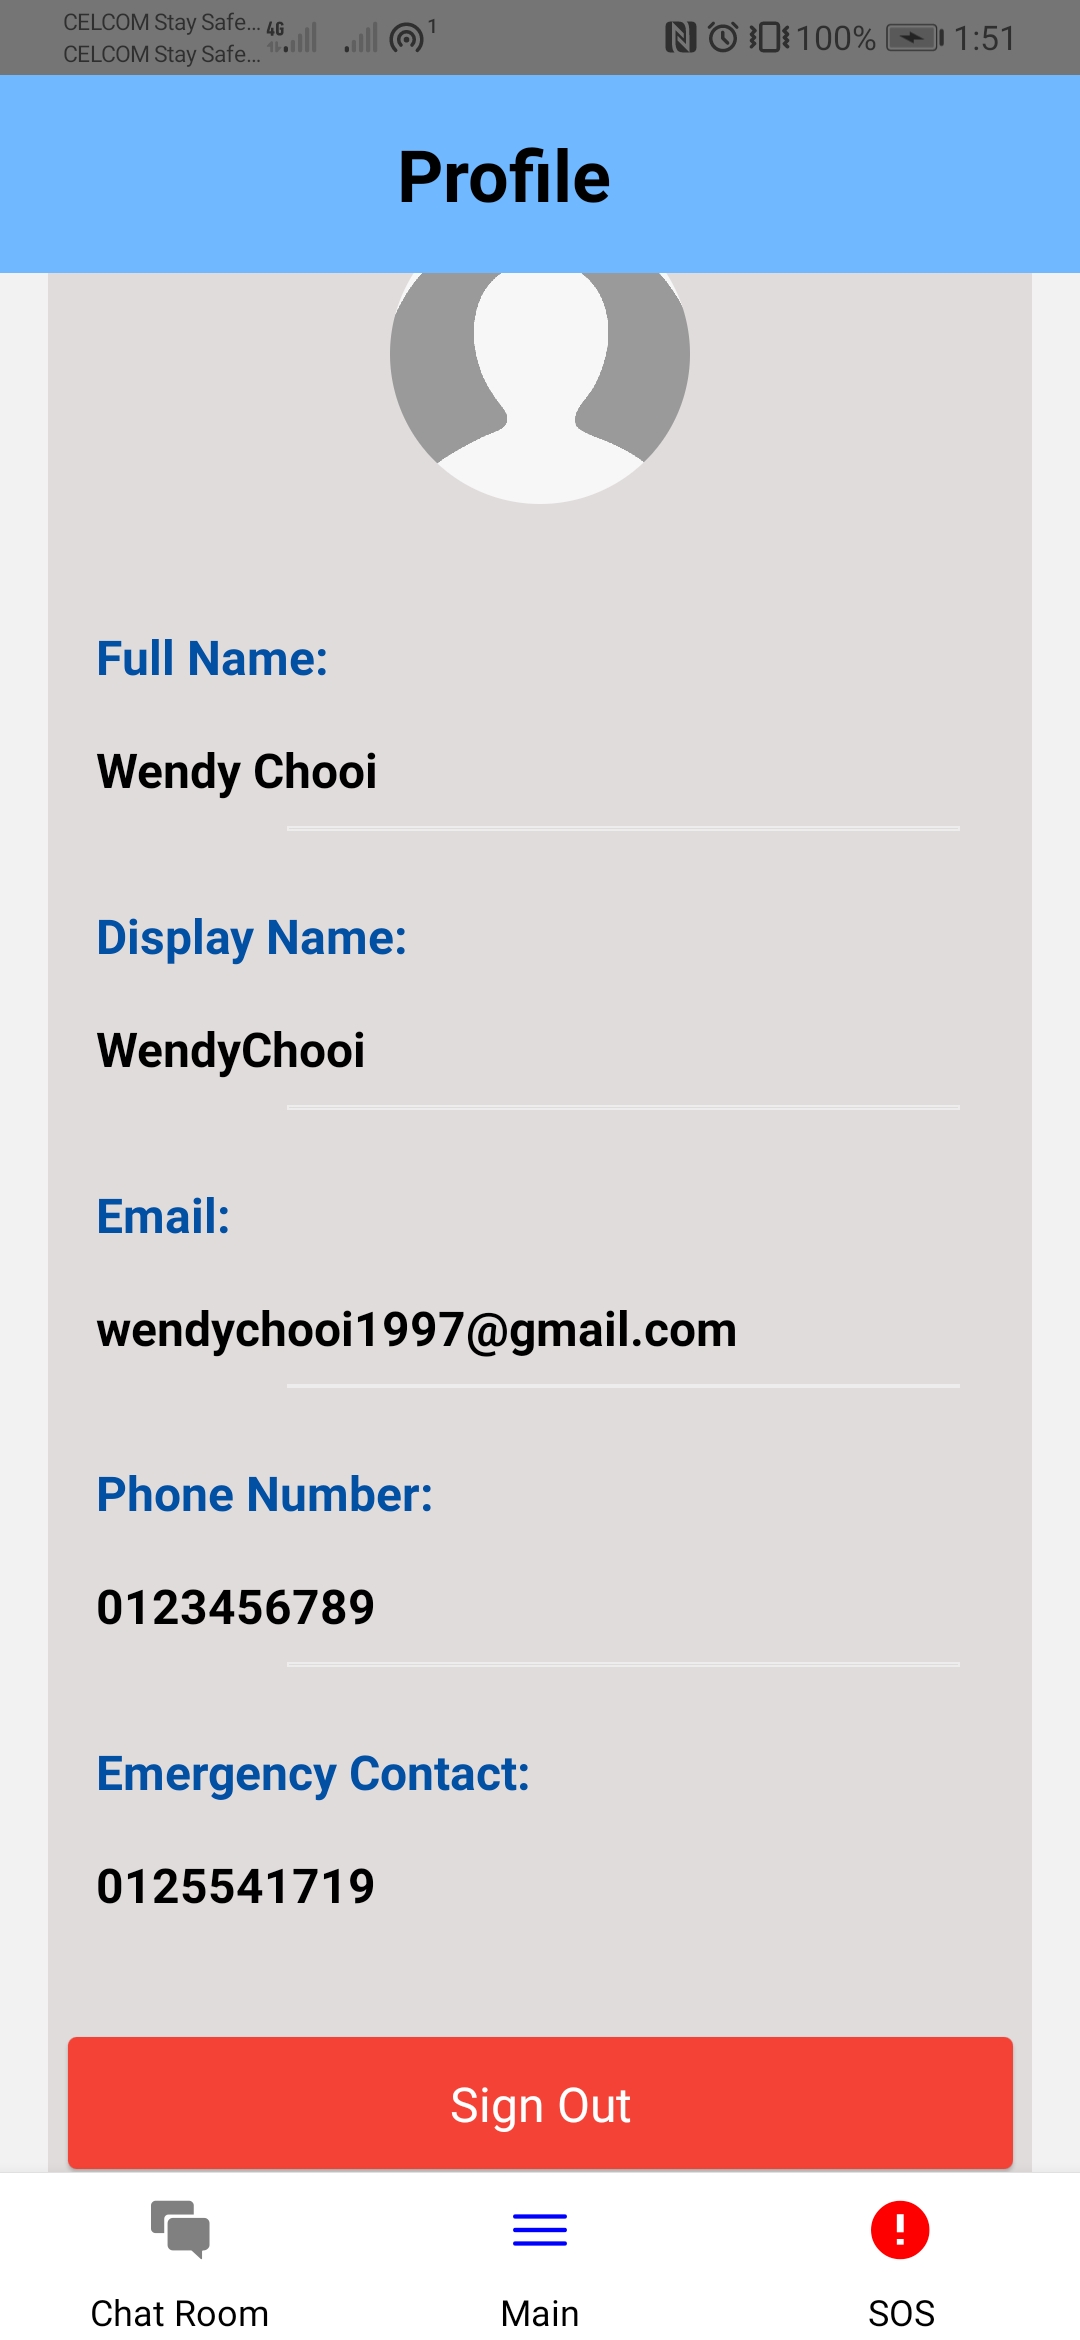 CELCOM Stay Safe... 4G 1 100% 1:51
CELCOM Stay Safe...
Profile
Full Name:
Wendy Chooi
Display Name:
WendyChooi
Email:
wendychooi1997@gmail.com
Phone Number:
0123456789
Emergency Contact:
0125541719
Sign Out
Chat Room Main SOS